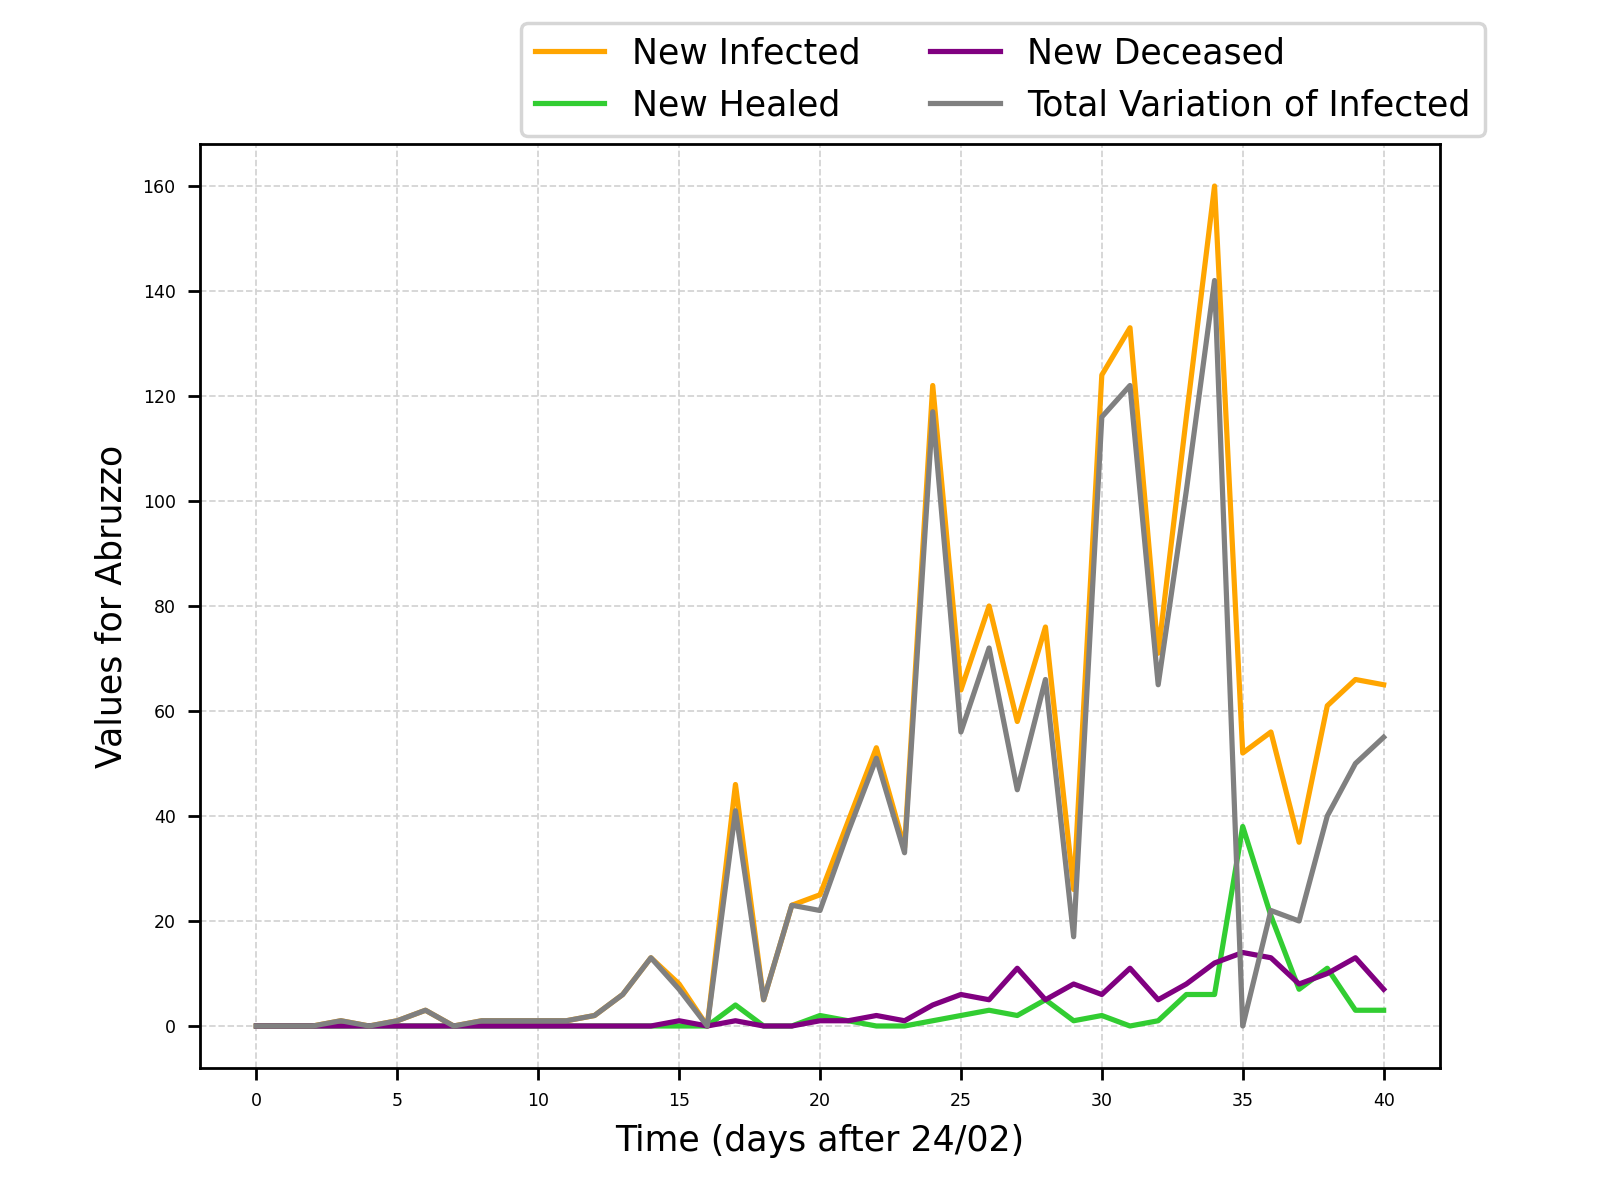 New Infected
New Healed
New Deceased
Total Variation of Infected
Values for Abruzzo
160
140
120
100
80
60
40
20
0
0 5 10 15 20 25 30 35 40
Time (days after 24/02)